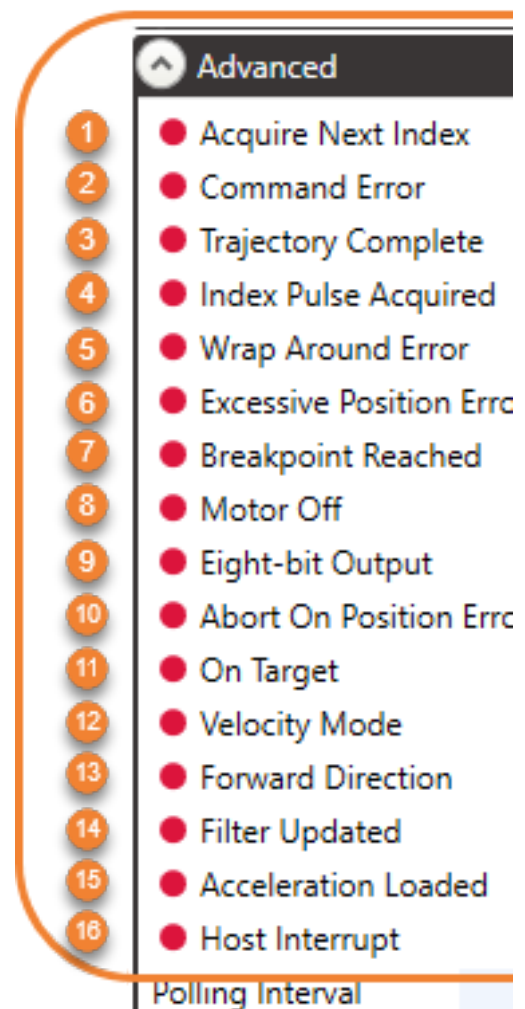 Advanced
1 Acquire Next Index
2 Command Error
3 Trajectory Complete
4 Index Pulse Acquired
5 Wrap Around Error
6 Excessive Position Erro
7 Breakpoint Reached
8 Motor Off
9 Eight-bit Output
10 Abort On Position Erro
11 On Target
12 Velocity Mode
13 Forward Direction
14 Filter Updated
15 Acceleration Loaded
16 Host Interrupt
Polling Interval